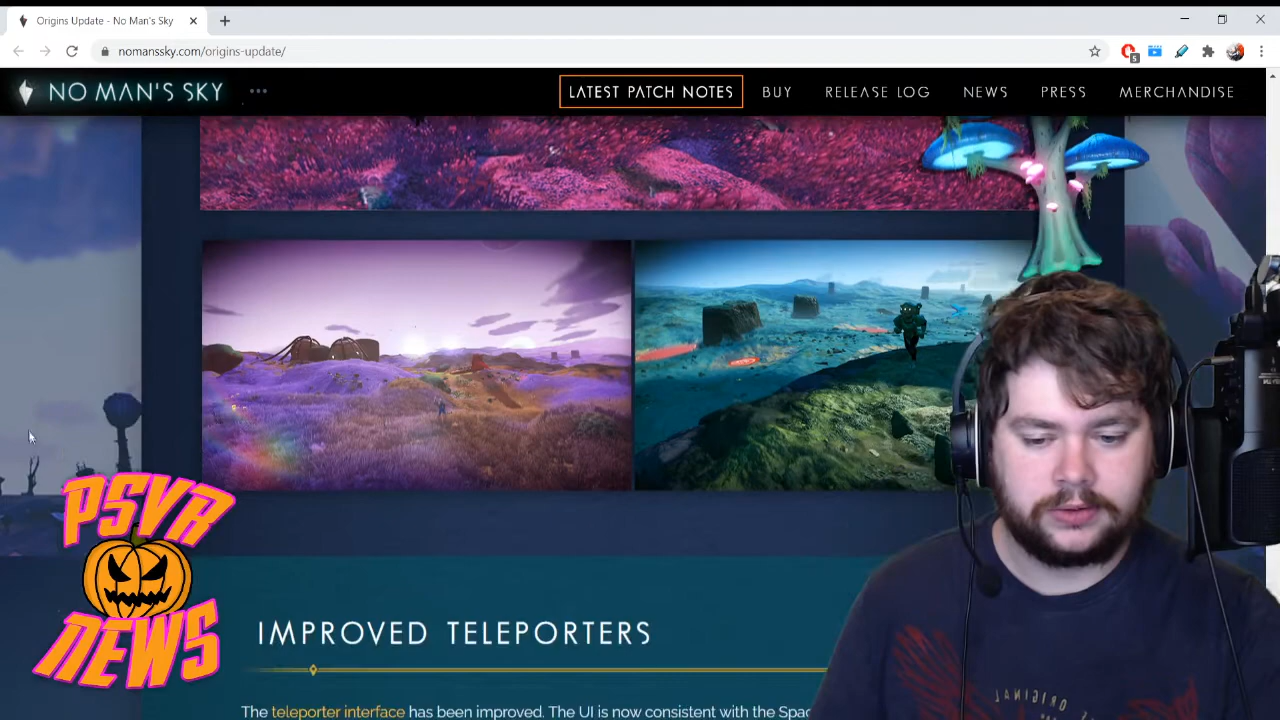 Origins Update - No Man's Sky
nomanssky.com/origins-update/
5
NO MAN'S SKY
LATEST PATCH NOTES
BUY
RELEASE LOG
NEWS
PRESS
MERCHANDISE
PSVR
NEWS
IMPROVED TELEPORTERS
The teleporter interface has been improved. The UI is now consistent with the
ORIGINAL